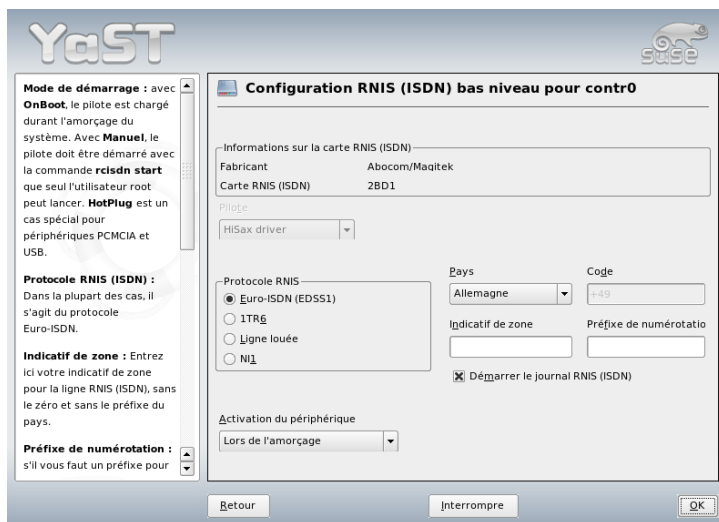 YaST
SUSE
Mode de démarrage : avec
OnBoot, le pilote est chargé
durant l'amorçage du
système. Avec Manuel, le
pilote doit être démarré avec
la commande rcisdn start
que seul l'utilisateur root
peut lancer. HotPlug est un
cas spécial pour
périphériques PCMCIA et
USB.
Protocole RNIS (ISDN) :
Dans la plupart des cas, il
s'agit du protocole
Euro-ISDN.
Indicatif de zone : Entrez
ici votre indicatif de zone
pour la ligne RNIS (ISDN), sans
le zéro et sans le préfixe du
pays.
Préfixe de numérotation :
s'il vous faut un préfixe pour
Configuration RNIS (ISDN) bas niveau pour contr0
Informations sur la carte RNIS (ISDN)
Fabricant Abocom/Magitek
Carte RNIS (ISDN) 2BD1
Pilote
HiSax driver
Protocole RNIS
Euro-ISDN (EDSS1)
1TR6
Ligne louée
NI1
Pays Code
Allemagne +49
Indicatif de zone Préfixe de numérotatio
Démarrer le journal RNIS (ISDN)
Activation du périphérique
Lors de l'amorçage
Retour Interrompre OK